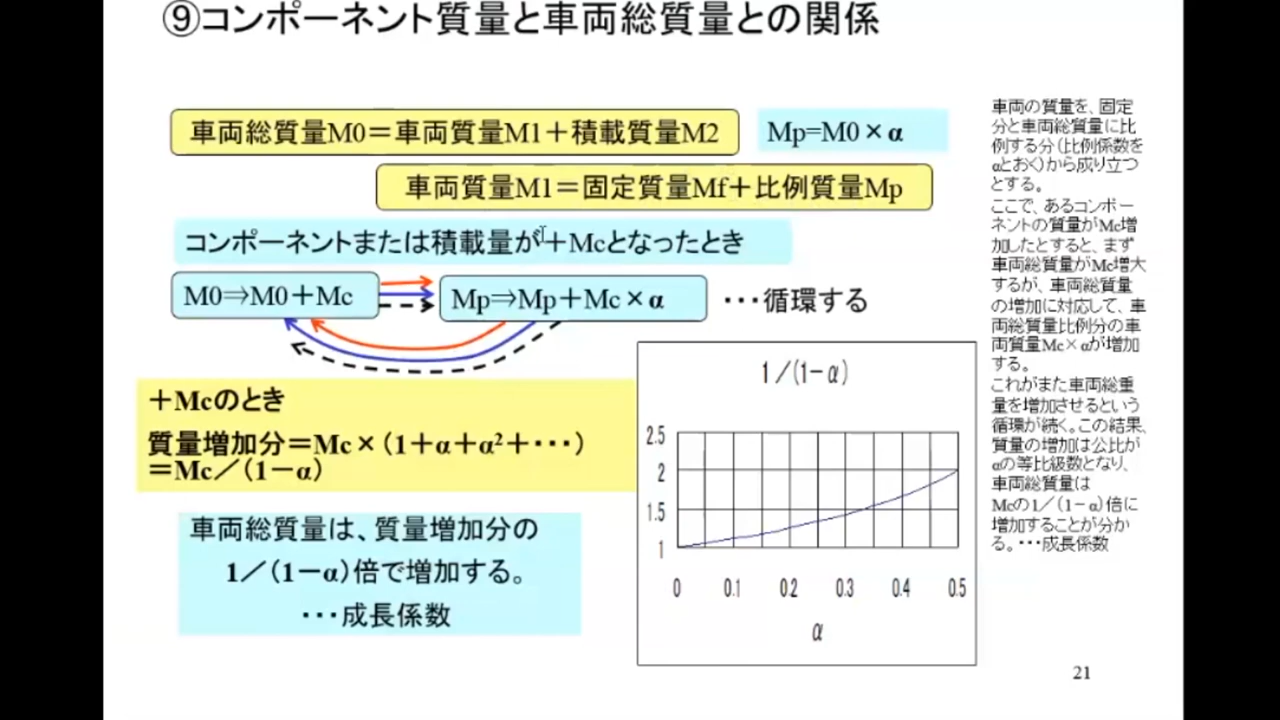 ⑨コンポーネント質量と車両総質量との関係
車両総質量M0＝車両質量M1＋積載質量M2
Mp=M0×α
車両質量M1＝固定質量Mf＋比例質量Mp
コンポーネントまたは積載量が＋Mcとなったとき
M0⇒M0＋Mc
Mp⇒Mp＋Mc×α
・・・循環する
＋Mcのとき
質量増加分＝Mc×（1＋α＋α²＋・・・）
＝Mc／（1－α）
車両総質量は、質量増加分の
1／（1－α）倍で増加する。
・・・成長係数
1／(1-α)
2.5
2
1.5
1
0 0.1 0.2 0.3 0.4 0.5
α
車両の質量を、固定
分と車両総質量に比
例する分（比例係数を
αとおく）から成り立つ
とする。
ここで、あるコンポー
ネントの質量がMc増
加したとすると、まず
車両総質量がMc増大
するが、車両総質量
の増加に対応して、車
両総質量比例分の車
両質量Mc×αが増加
する。
これがまた車両総重
量を増加させるという
循環が続く。この結果、
質量の増加は公比が
αの等比級数となり、
車両総質量は
Mcの1／（1－α）倍に
増加することが分か
る。・・・成長係数
21